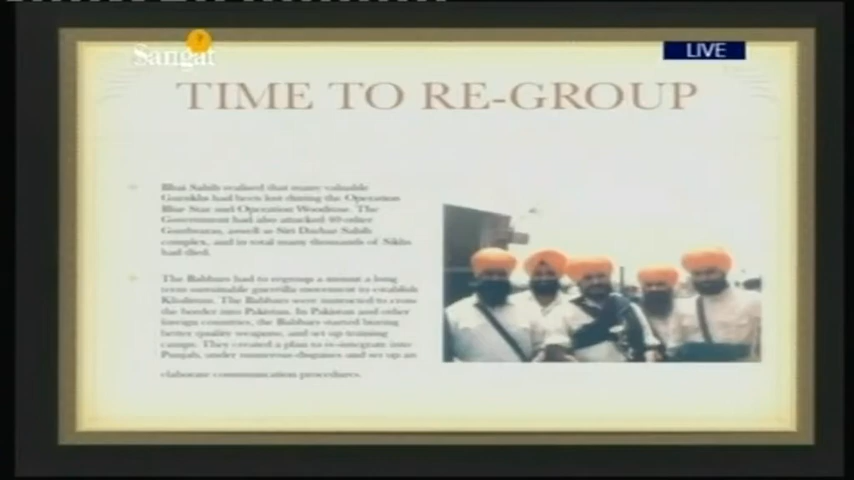 Sangat
LIVE
TIME TO RE-GROUP
Bhai Sahib realised that many valuable
Gursikhs had been lost during the Operation
Blue Star and Operation Woodrose. The
Government had also attacked 40 other
Gurdwaras, aswell as Siri Darbar Sahib
complex, and in total many thousands of Sikhs
had died.
The Babbars had to regroup a mount a long
term sustainable guerilla movement to establish
Khalistan. The Babbars were instructed to cross
the border into Pakistan. In Pakistan and other
foreign countries, the Babbars started buying
better quality weapons, and set up training
camps. They created a plan to re-integrate into
Punjab, under numerous disguises and set up an
elaborate communication procedures.